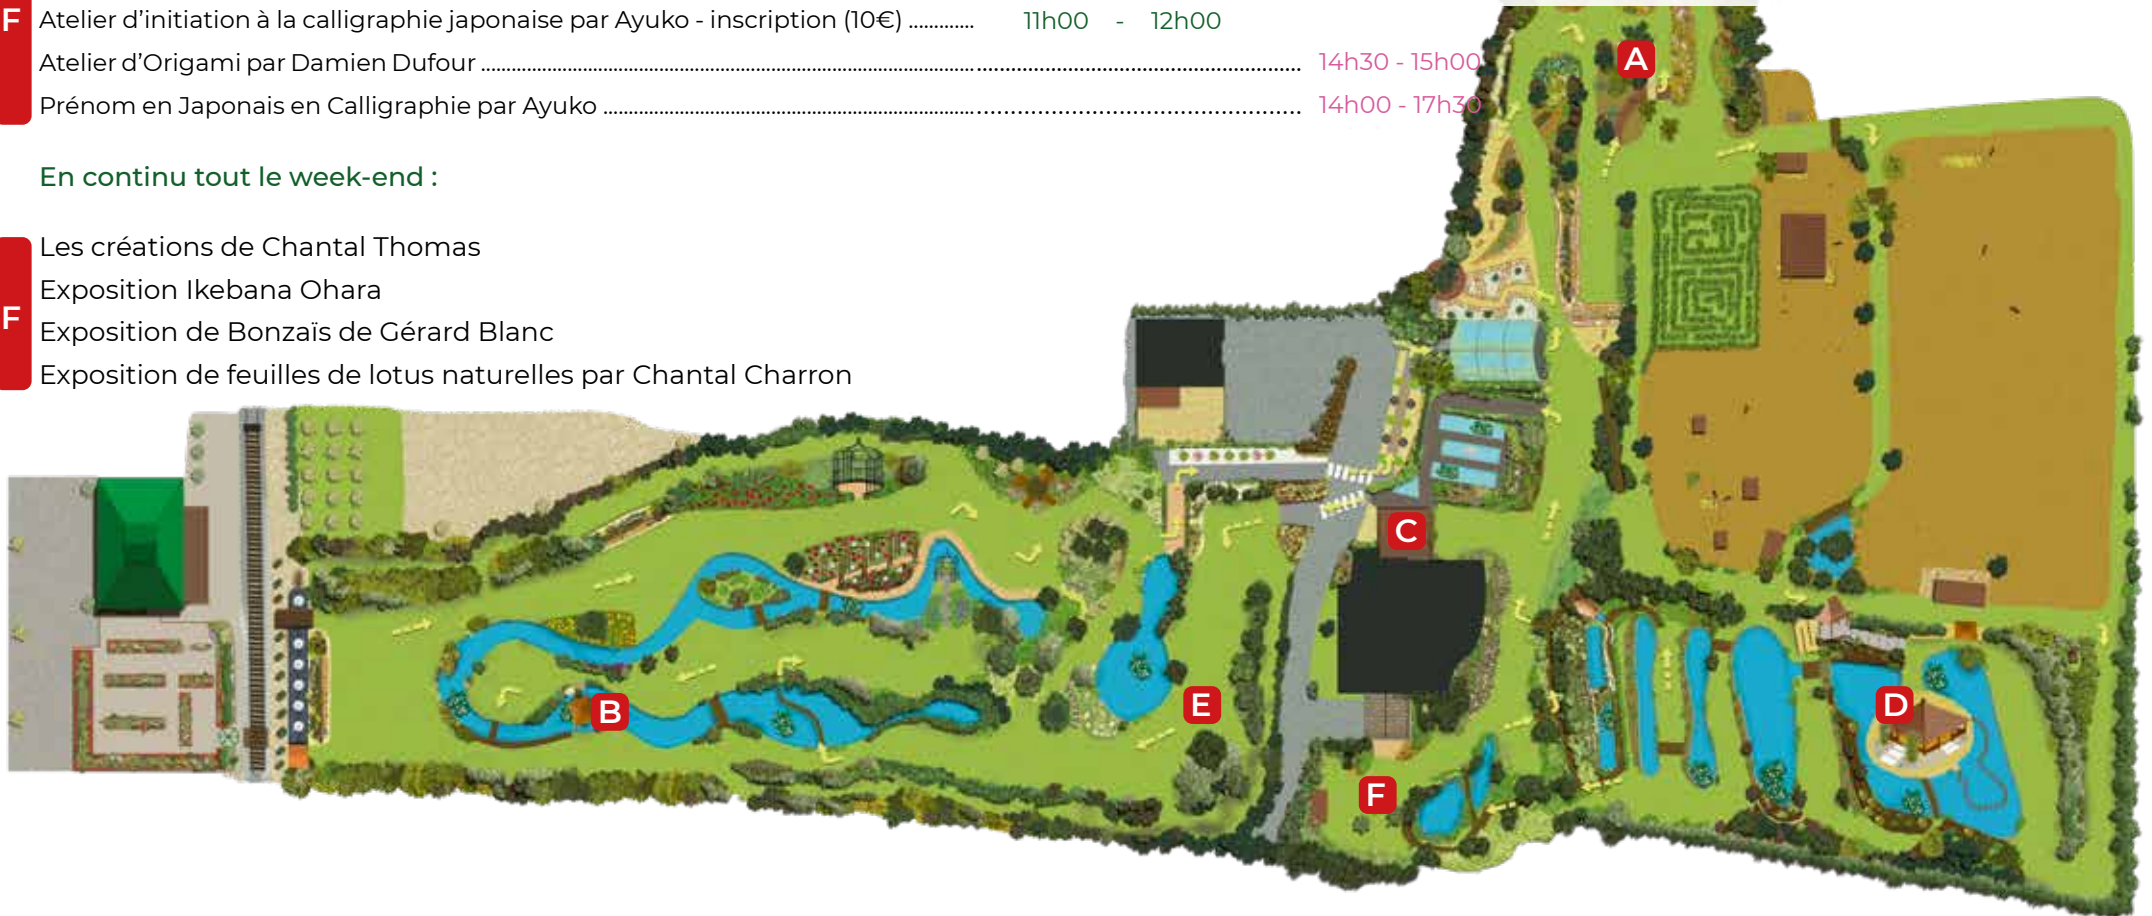 F Atelier d'initiation à la calligraphie japonaise par Ayuko - inscription (10€) ............. 11h00 - 12h00
Atelier d'Origami par Damien Dufour ............ 14h30 - 15h00
Prénom en Japonais en Calligraphie par Ayuko ............ 14h00 - 17h30
En continu tout le week-end :
Les créations de Chantal Thomas
Exposition Ikebana Ohara
F
Exposition de Bonzaïs de Gérard Blanc
Exposition de feuilles de lotus naturelles par Chantal Charron
A
C
B
E
D
F